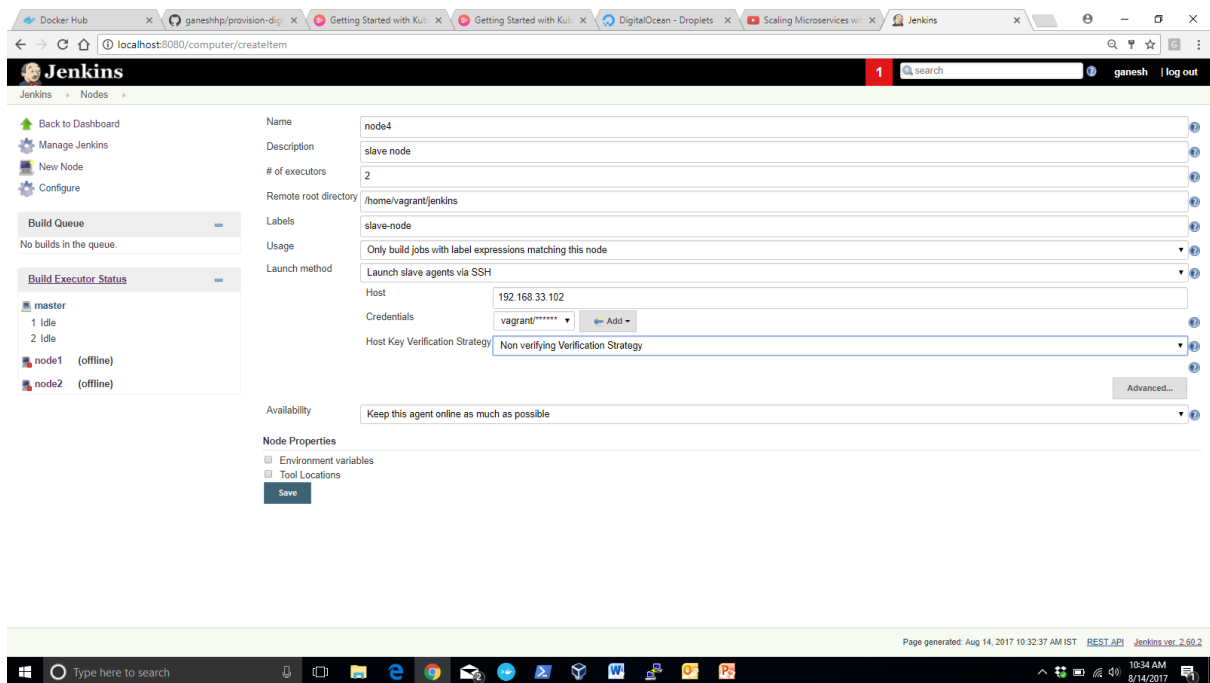 Docker Hub
ganeshhp/provision-digi
Getting Started with Kub
Getting Started with Kub
DigitalOcean - Droplets
Scaling Microservices wit
Jenkins
localhost:8080/computer/createItem
Jenkins
1
search
ganesh | log out
Jenkins
Nodes
Back to Dashboard
Manage Jenkins
New Node
Configure
Build Queue
No builds in the queue.
Build Executor Status
master
1 Idle
2 Idle
node1 (offline)
node2 (offline)
Name
node4
Description
slave node
# of executors
2
Remote root directory
/home/vagrant/jenkins
Labels
slave-node
Usage
Only build jobs with label expressions matching this node
Launch method
Launch slave agents via SSH
Host
192.168.33.102
Credentials
vagrant/******
Add
Host Key Verification Strategy
Non verifying Verification Strategy
Advanced...
Availability
Keep this agent online as much as possible
Node Properties
Environment variables
Tool Locations
Save
Page generated: Aug 14, 2017 10:32:37 AM IST REST API Jenkins ver. 2.60.2
Type here to search
10:34 AM
8/14/2017